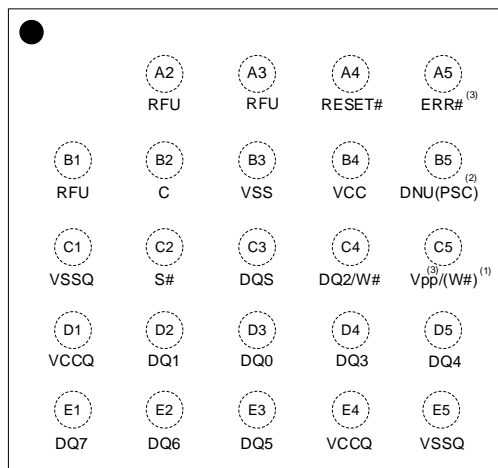 A2 A3 A4 A5
RFU RFU RESET# ERR# (3)
B1 B2 B3 B4 B5
RFU C VSS VCC DNU(PSC) (2)
C1 C2 C3 C4 C5
VSSQ S# DQS DQ2/W# Vpp(3)/(W#)(1)
D1 D2 D3 D4 D5
VCCQ DQ1 DQ0 DQ3 DQ4
E1 E2 E3 E4 E5
DQ7 DQ6 DQ5 VCCQ VSSQ